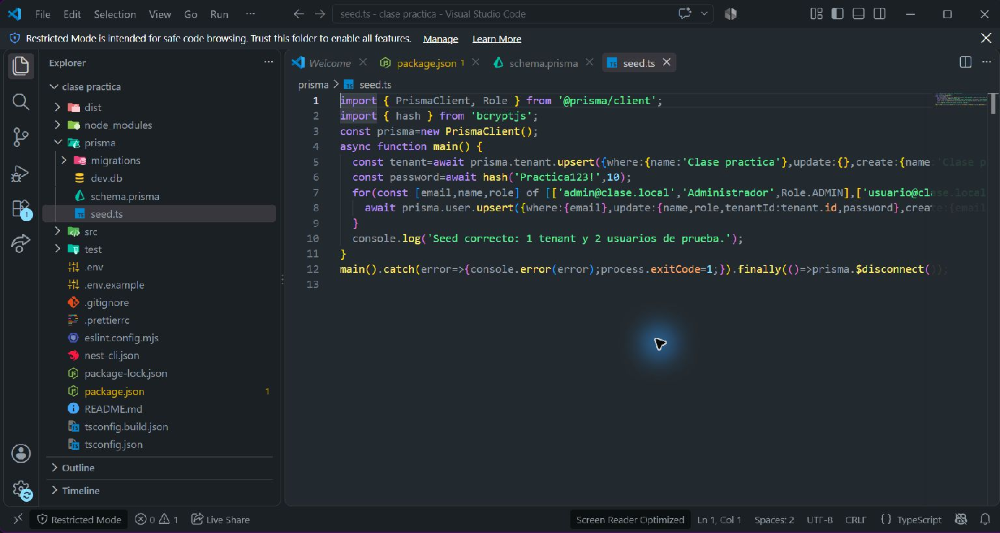 File Edit Selection View Go Run ··· seed.ts - clase practica - Visual Studio Code
Restricted Mode is intended for safe code browsing. Trust this folder to enable all features. Manage Learn More
Explorer ···
clase practica
dist
node_modules
prisma
migrations
dev.db
schema.prisma
seed.ts
src
test
.env
.env.example
.gitignore
.prettierrc
eslint.config.mjs
nest-cli.json
package-lock.json
package.json 1
README.md
tsconfig.build.json
tsconfig.json
Outline
Timeline
1
Welcome package.json 1 schema.prisma TS seed.ts
prisma > TS seed.ts
1 import { PrismaClient, Role } from '@prisma/client';
2 import { hash } from 'bcryptjs';
3 const prisma=new PrismaClient();
4 async function main() {
5 const tenant=await prisma.tenant.upsert({where:{name:'Clase practica'},update:{},create:{name:'Clase p
6 const password=await hash('Practica123!',10);
7 for(const [email,name,role] of [['admin@clase.local','Administrador',Role.ADMIN],['usuario@clase.local
8 await prisma.user.upsert({where:{email},update:{name,role,tenantId:tenant.id,password},create:{email
9 }
10 console.log('Seed correcto: 1 tenant y 2 usuarios de prueba.');
11 }
12 main().catch(error=>{console.error(error);process.exitCode=1;}).finally(()=>prisma.$disconnect());
13
Restricted Mode 0 1 Live Share Screen Reader Optimized Ln 1, Col 1 Spaces: 2 UTF-8 CRLF {} TypeScript